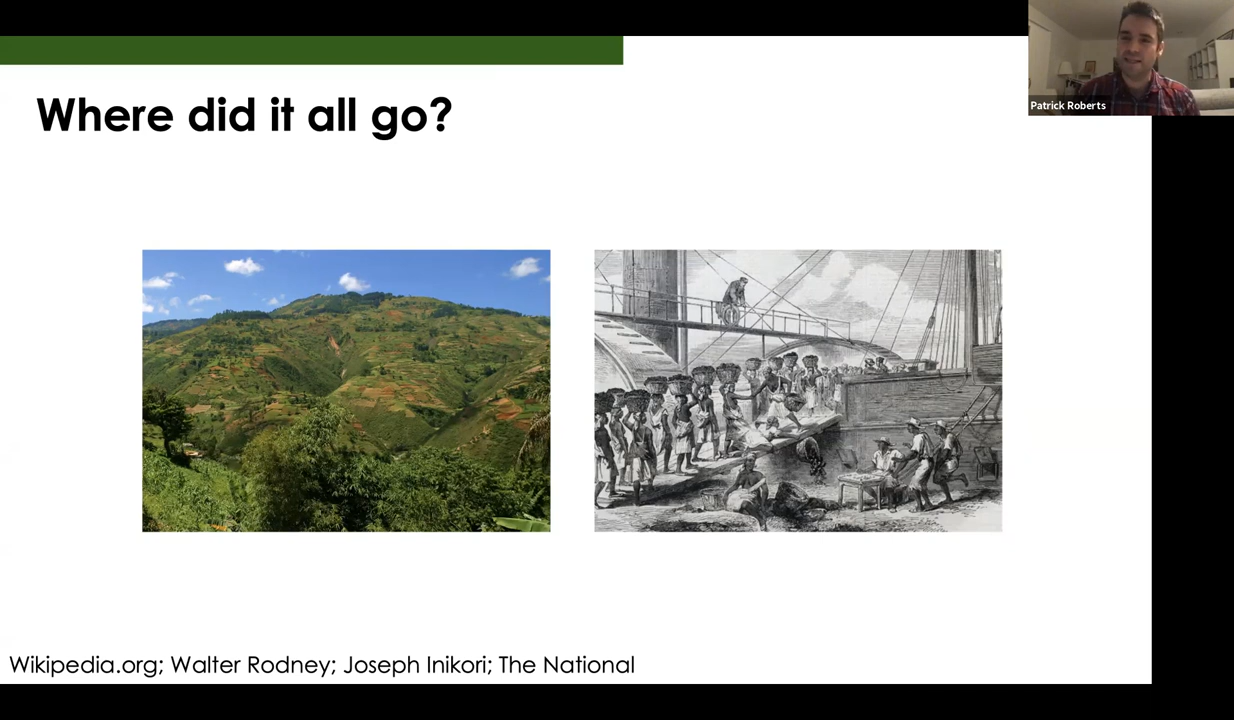 Patrick Roberts
Where did it all go?
Wikipedia.org; Walter Rodney; Joseph Inikori; The National